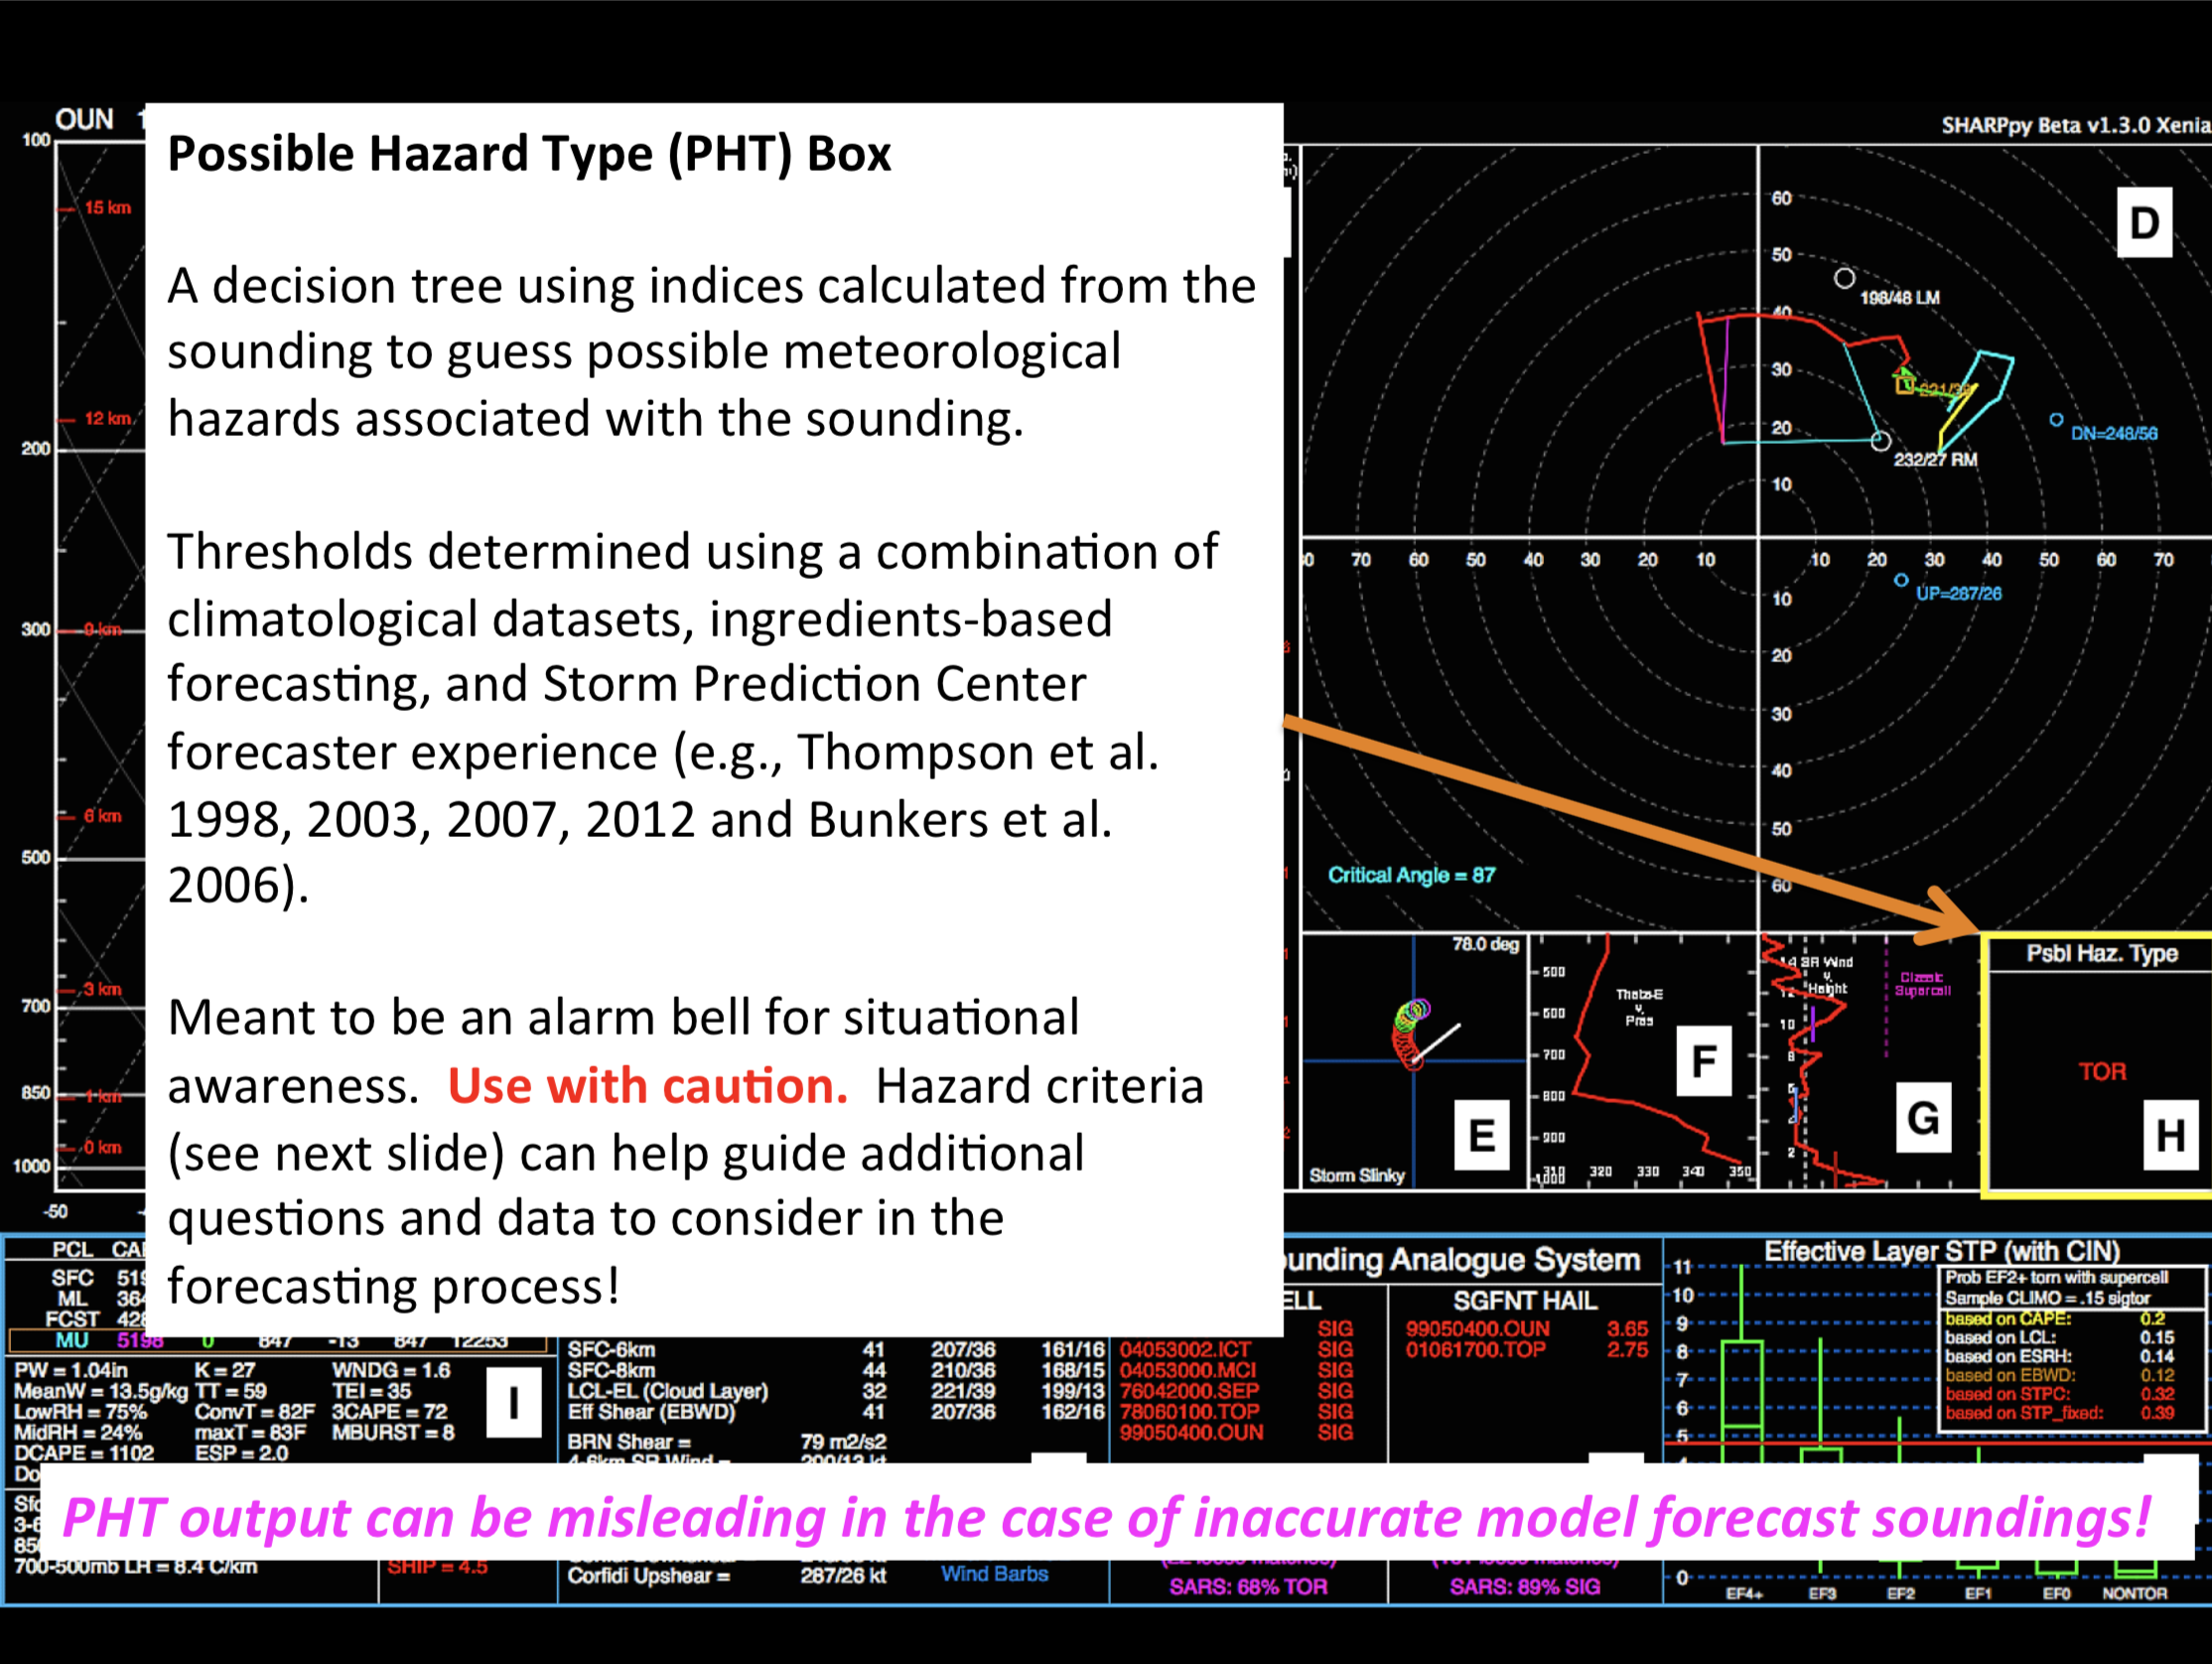 OUN
SHARPpy Beta v1.3.0 Xenia
Possible Hazard Type (PHT) Box
A decision tree using indices calculated from the
sounding to guess possible meteorological
hazards associated with the sounding.
Thresholds determined using a combination of
climatological datasets, ingredients-based
forecasting, and Storm Prediction Center
forecaster experience (e.g., Thompson et al.
1998, 2003, 2007, 2012 and Bunkers et al.
2006).
Meant to be an alarm bell for situational
awareness. Use with caution. Hazard criteria
(see next slide) can help guide additional
questions and data to consider in the
forecasting process!
100
15 km
12 km
200
300
9 km
6 km
500
3 km
700
850
1 km
0 km
1000
-50
D
60
50
198/48 LM
40
30
20
DN=248/56
232/27 RM
10
70 60 50 40 30 20 10 10 20 30 40 50 60 70
10
UP=287/26
20
30
40
50
60
Critical Angle = 87
78.0 deg
E
Storm Slinky
500
600
700
800
900
1000
Theta-E
v.
Pres
F
310 320 330 340 350
SR Wind
v.
Height
Classic
Supercell
G
Psbl Haz. Type
TOR
H
PCL
SFC
ML
FCST
MU 5198 0 847 -13 847 12253
PW = 1.04in K = 27 WNDG = 1.6
MeanW = 13.5g/kg TT = 59 TEI = 35
LowRH = 75% ConvT = 82F 3CAPE = 72
MidRH = 24% maxT = 83F MBURST = 8
DCAPE = 1102 ESP = 2.0
I
700-500mb LR = 8.4 C/km
SHIP = 4.5
SFC-6km 41 207/36 161/16
SFC-8km 44 210/36 168/15
LCL-EL (Cloud Layer) 32 221/39 199/13
Eff Shear (EBWD) 41 207/36 162/16
BRN Shear = 79 m2/s2
Corfidi Upshear = 287/26 kt
Wind Barbs
Analogue System
SIG
04053002.ICT SIG
04053000.MCI SIG
76042000.SEP SIG
78060100.TOP SIG
99050400.OUN SIG
SARS: 68% TOR
SGFNT HAIL
99050400.OUN 3.65
01061700.TOP 2.75
SARS: 89% SIG
Effective Layer STP (with CIN)
Prob EF2+ torn with supercell
Sample CLIMO = .15 sigtor
based on CAPE: 0.2
based on LCL: 0.15
based on ESRH: 0.14
based on EBWD: 0.12
based on STPC: 0.32
based on STP_fixed: 0.39
11
10
9
8
7
6
5
0
EF4+ EF3 EF2 EF1 EF0 NONTOR
PHT output can be misleading in the case of inaccurate model forecast soundings!